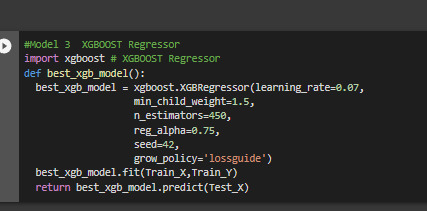 #Model 3  XGBOOST Regressor
import xgboost # XGBOOST Regressor
def best_xgb_model():
  best_xgb_model = xgboost.XGBRegressor(learning_rate=0.07,
                min_child_weight=1.5,
                n_estimators=450,
                reg_alpha=0.75,
                seed=42,
                grow_policy='lossguide')
  best_xgb_model.fit(Train_X,Train_Y)
  return best_xgb_model.predict(Test_X)